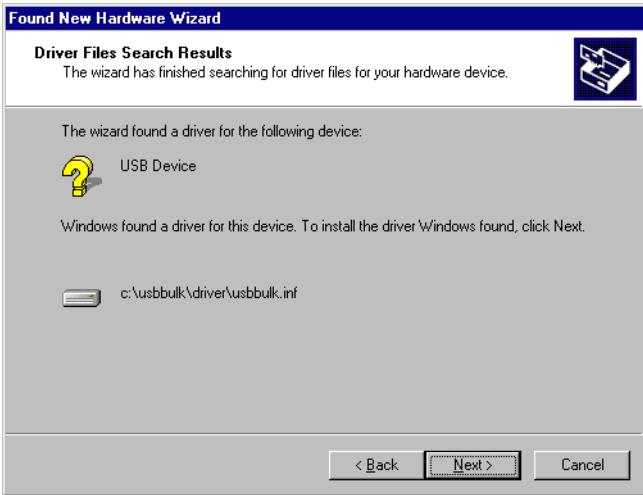 Found New Hardware Wizard
Driver Files Search Results
The wizard has finished searching for driver files for your hardware device.
The wizard found a driver for the following device:
USB Device
Windows found a driver for this device. To install the driver Windows found, click Next.
c:\usbbulk\driver\usbbulk.inf
< Back Next > Cancel